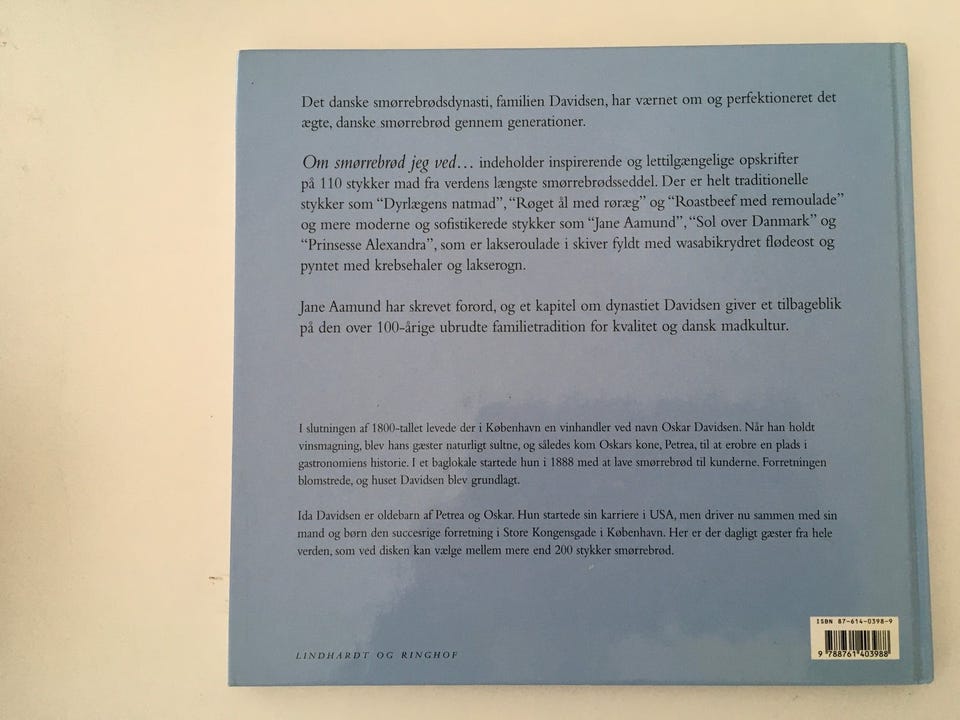 Det danske smørrebrødsdynasti, familien Davidsen, har værnet om og perfektioneret det
ægte, danske smørrebrød gennem generationer.
Om smørrebrød jeg ved... indeholder inspirerende og lettilgængelige opskrifter
på 110 stykker mad fra verdens længste smørrebrødsseddel. Der er helt traditionelle
stykker som “Dyrlægens natmad”, “Røget ål med røræg” og “Roastbeef med remoulade”
og mere moderne og sofistikerede stykker som “Jane Aamund”, “Sol over Danmark” og
“Prinsesse Alexandra”, som er lakseroulade i skiver fyldt med wasabikrydret flødeost og
pyntet med krebsehaler og lakserogn.
Jane Aamund har skrevet forord, og et kapitel om dynastiet Davidsen giver et tilbageblik
på den over 100-årige ubrudte familietradition for kvalitet og dansk madkultur.
I slutningen af 1800-tallet levede der i København en vinhandler ved navn Oskar Davidsen. Når han holdt
vinsmagning, blev hans gæster naturligt sultne, og således kom Oskars kone, Petrea, til at erobre en plads i
gastronomiens historie. I et baglokale startede hun i 1888 med at lave smørrebrød til kunderne. Forretningen
blomstrede, og huset Davidsen blev grundlagt.
Ida Davidsen er oldebarn af Petrea og Oskar. Hun startede sin karriere i USA, men driver nu sammen med sin
mand og børn den succesrige forretning i Store Kongensgade i København. Her er der dagligt gæster fra hele
verden, som ved disken kan vælge mellem mere end 200 stykker smørrebrød.
ISBN 87-614-0398-9
9 788761 403988
LINDHARDT OG RINGHOF